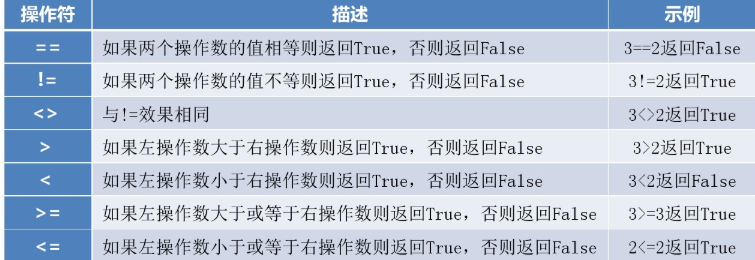 操作符 描述 示例
== 如果两个操作数的值相等则返回True，否则返回False 3==2返回False
!= 如果两个操作数的值不等则返回True，否则返回False 3!=2返回True
<> 与!=效果相同 3<>2返回True
> 如果左操作数大于右操作数则返回True，否则返回False 3>2返回True
< 如果左操作数小于右操作数则返回True，否则返回False 3<2返回False
>= 如果左操作数大于或等于右操作数则返回True，否则返回False 3>=3返回True
<= 如果左操作数小于或等于右操作数则返回True，否则返回False 2<=2返回True